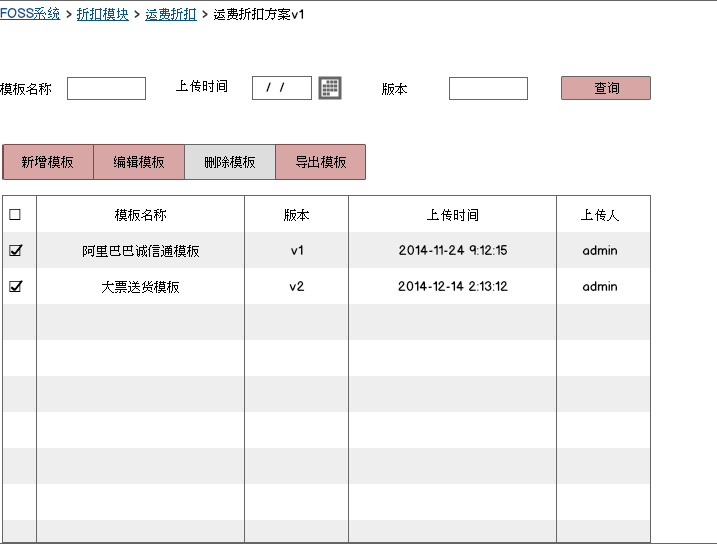 FOSS系统 > 折扣模块 > 运费折扣 > 运费折扣方案v1
模板名称 上传时间 / / 版本 查询
新增模板 编辑模板 删除模板 导出模板
模板名称 版本 上传时间 上传人
阿里巴巴诚信通模板 v1 2014-11-24 9:12:15 admin
大票送货模板 v2 2014-12-14 2:13:12 admin